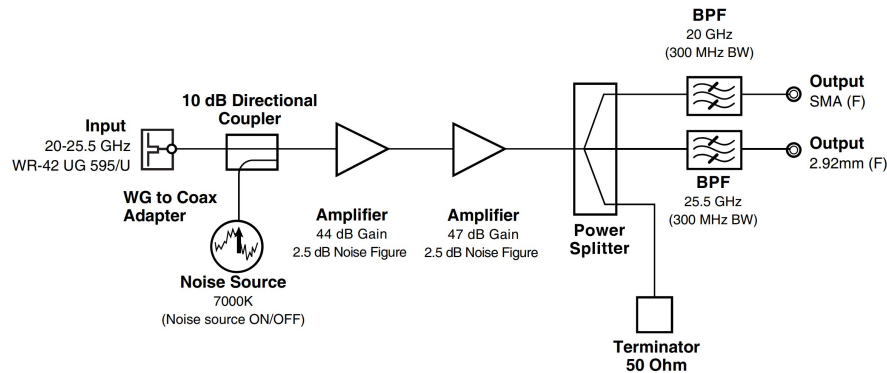 BPF
20 GHz
(300 MHz BW)
10 dB Directional
Coupler
Output
SMA (F)
Input
20-25.5 GHz
WR-42 UG 595/U
Output
2.92mm (F)
WG to Coax
Adapter
BPF
25.5 GHz
(300 MHz BW)
Amplifier
44 dB Gain
2.5 dB Noise Figure
Amplifier
47 dB Gain
2.5 dB Noise Figure
Power
Splitter
Noise Source
7000K
(Noise source ON/OFF)
Terminator
50 Ohm